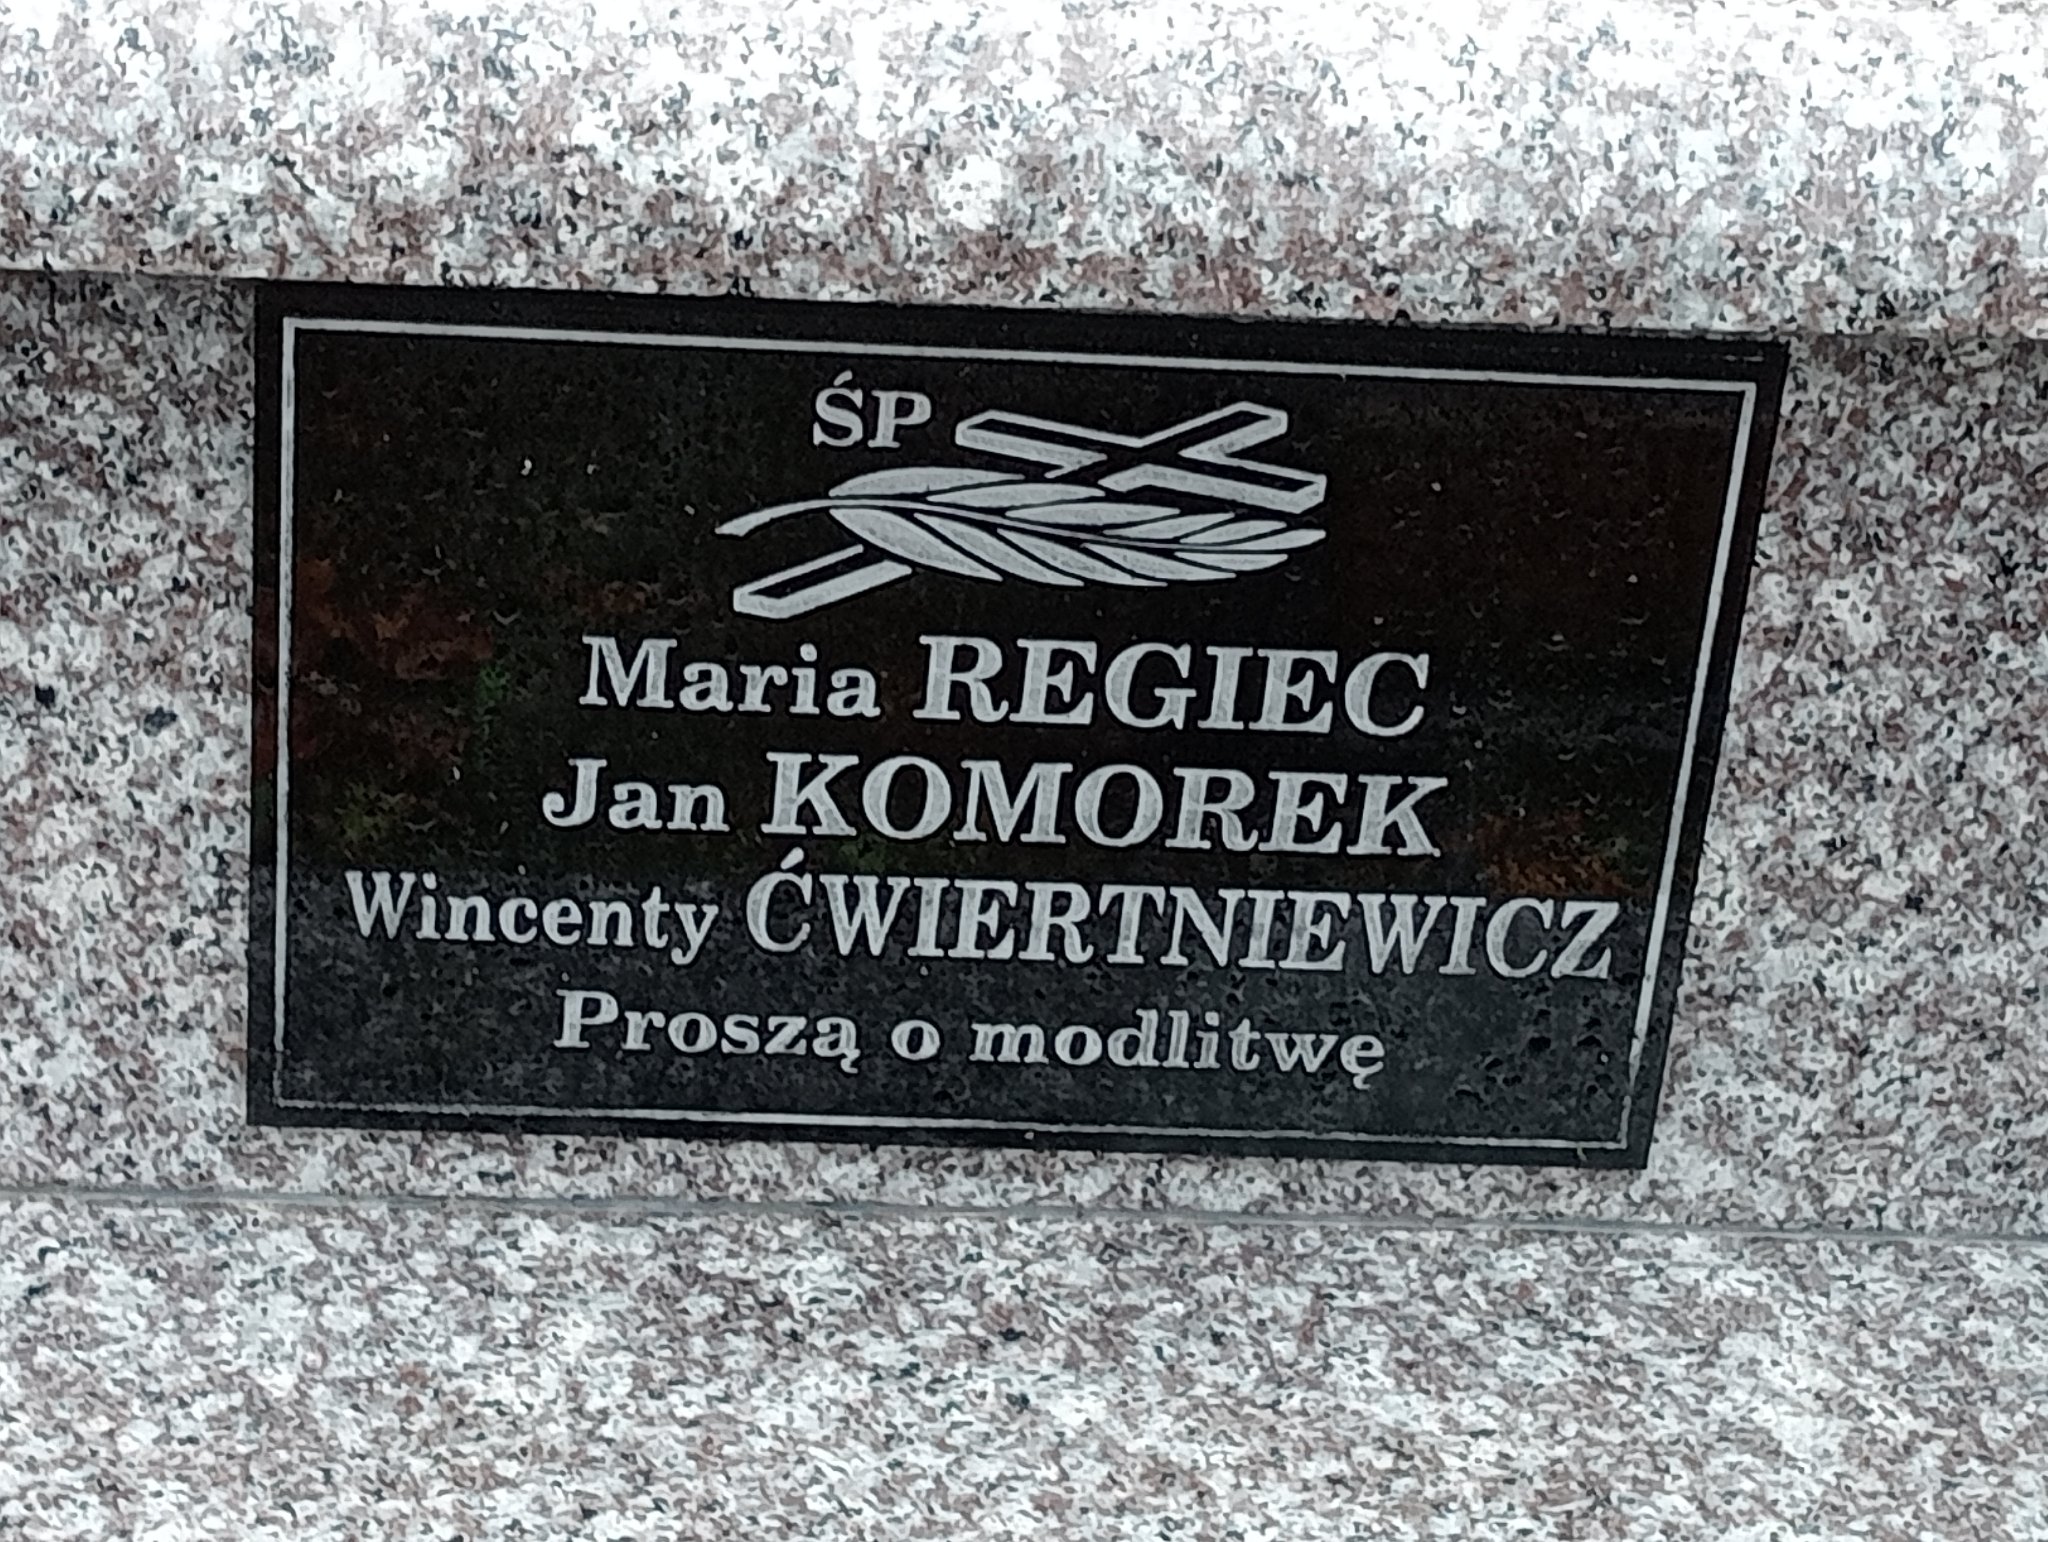 ŚP
Maria REGIEC
Jan KOMOREK
Wincenty ĆWIERTNIEWICZ
Proszą o modlitwę